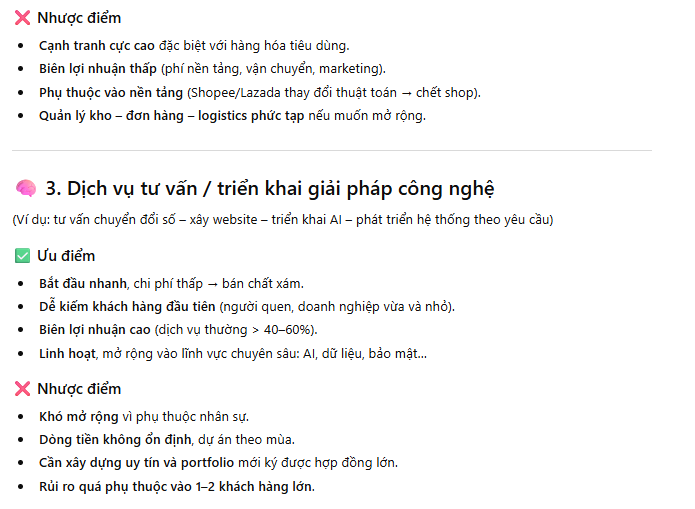 ❌ Nhược điểm
• Cạnh tranh cực cao đặc biệt với hàng hóa tiêu dùng.
• Biên lợi nhuận thấp (phí nền tảng, vận chuyển, marketing).
• Phụ thuộc vào nền tảng (Shopee/Lazada thay đổi thuật toán → chết shop).
• Quản lý kho – đơn hàng – logistics phức tạp nếu muốn mở rộng.
🧠 3. Dịch vụ tư vấn / triển khai giải pháp công nghệ
(Ví dụ: tư vấn chuyển đổi số – xây website – triển khai AI – phát triển hệ thống theo yêu cầu)
✅ Ưu điểm
• Bắt đầu nhanh, chi phí thấp → bán chất xám.
• Dễ kiếm khách hàng đầu tiên (người quen, doanh nghiệp vừa và nhỏ).
• Biên lợi nhuận cao (dịch vụ thường > 40–60%).
• Linh hoạt, mở rộng vào lĩnh vực chuyên sâu: AI, dữ liệu, bảo mật…
❌ Nhược điểm
• Khó mở rộng vì phụ thuộc nhân sự.
• Dòng tiền không ổn định, dự án theo mùa.
• Cần xây dựng uy tín và portfolio mới ký được hợp đồng lớn.
• Rủi ro quá phụ thuộc vào 1–2 khách hàng lớn.